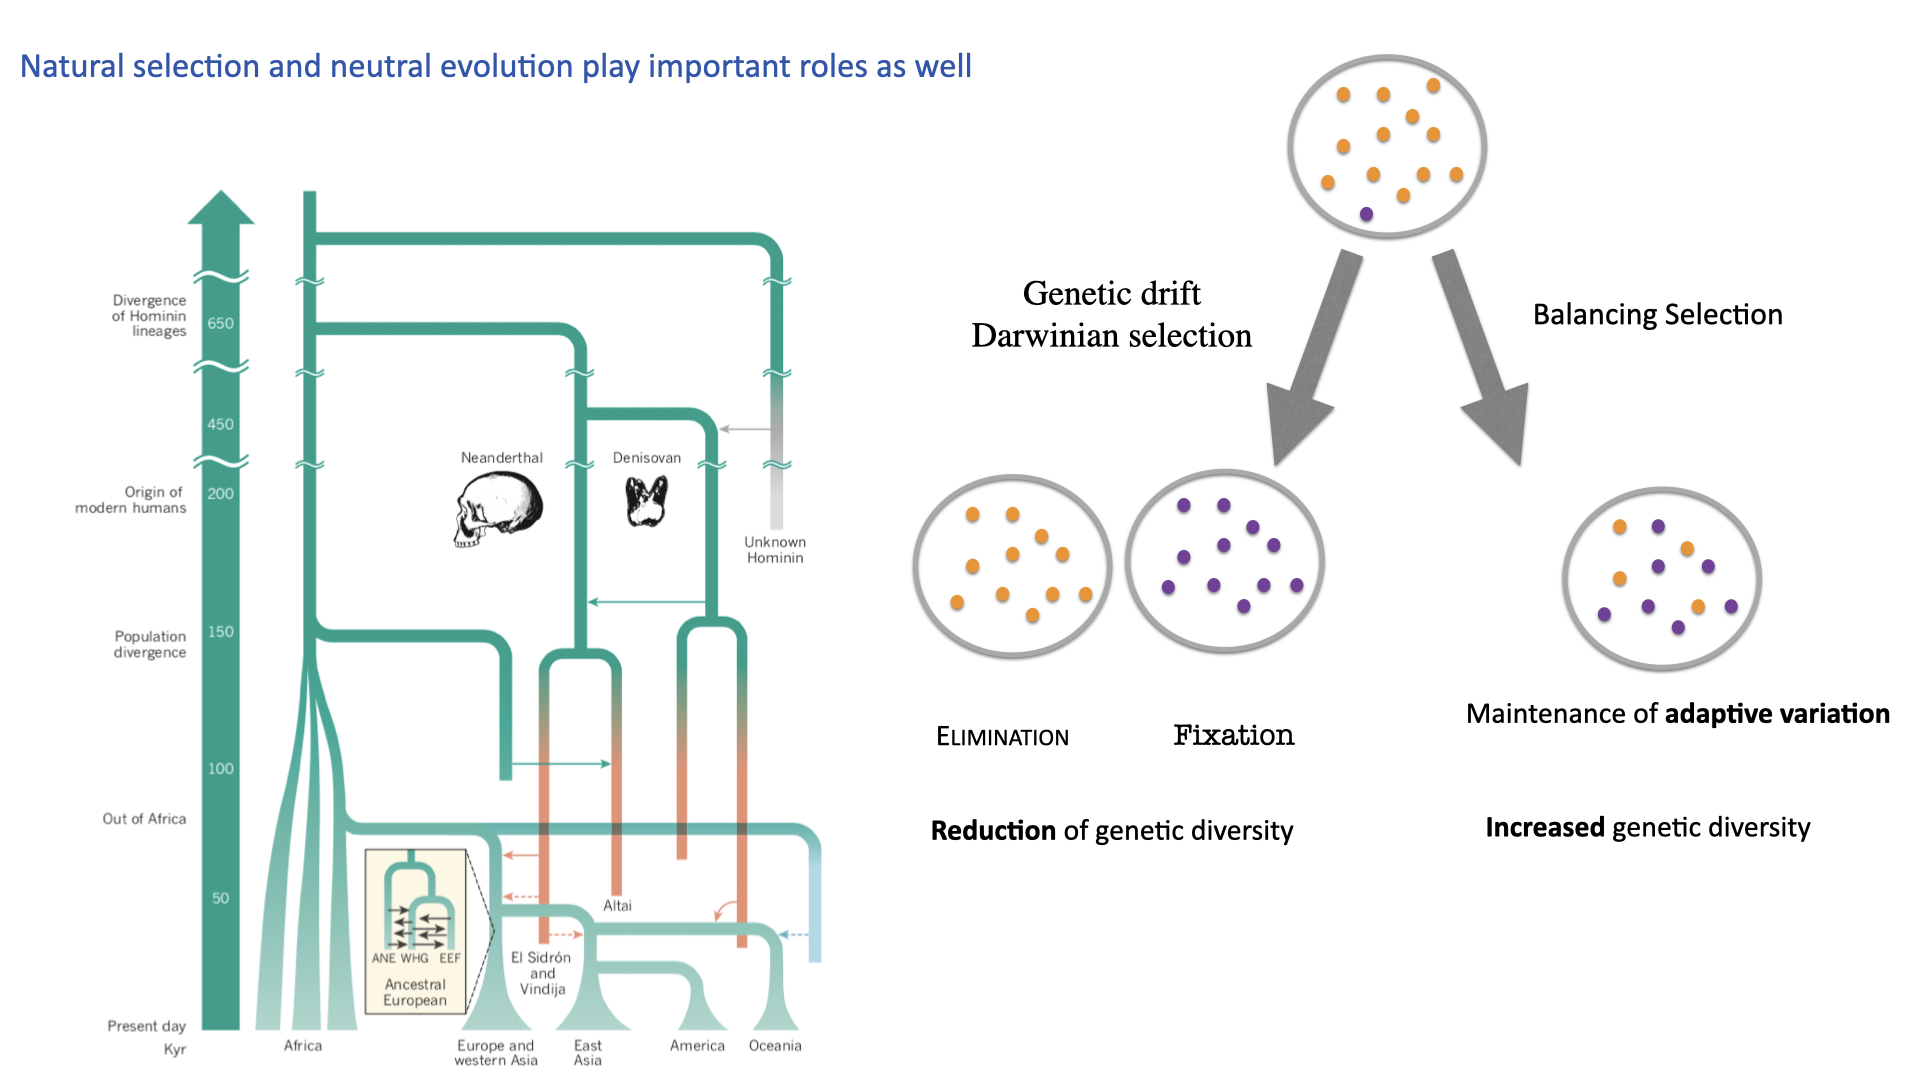 Natural selection and neutral evolution play important roles as well
Divergence
of Hominin
lineages
650
450
Origin of
modern humans
200
Population
divergence
150
100
Out of Africa
50
Present day
Kyr
Neanderthal
Denisovan
Unknown
Hominin
Altai
El Sidrón
and
Vindija
ANE WHG EEF
Ancestral
European
Africa
Europe and
western Asia
East
Asia
America
Oceania
Genetic drift
Darwinian selection
Balancing Selection
ELIMINATION
Fixation
Maintenance of adaptive variation
Reduction of genetic diversity
Increased genetic diversity